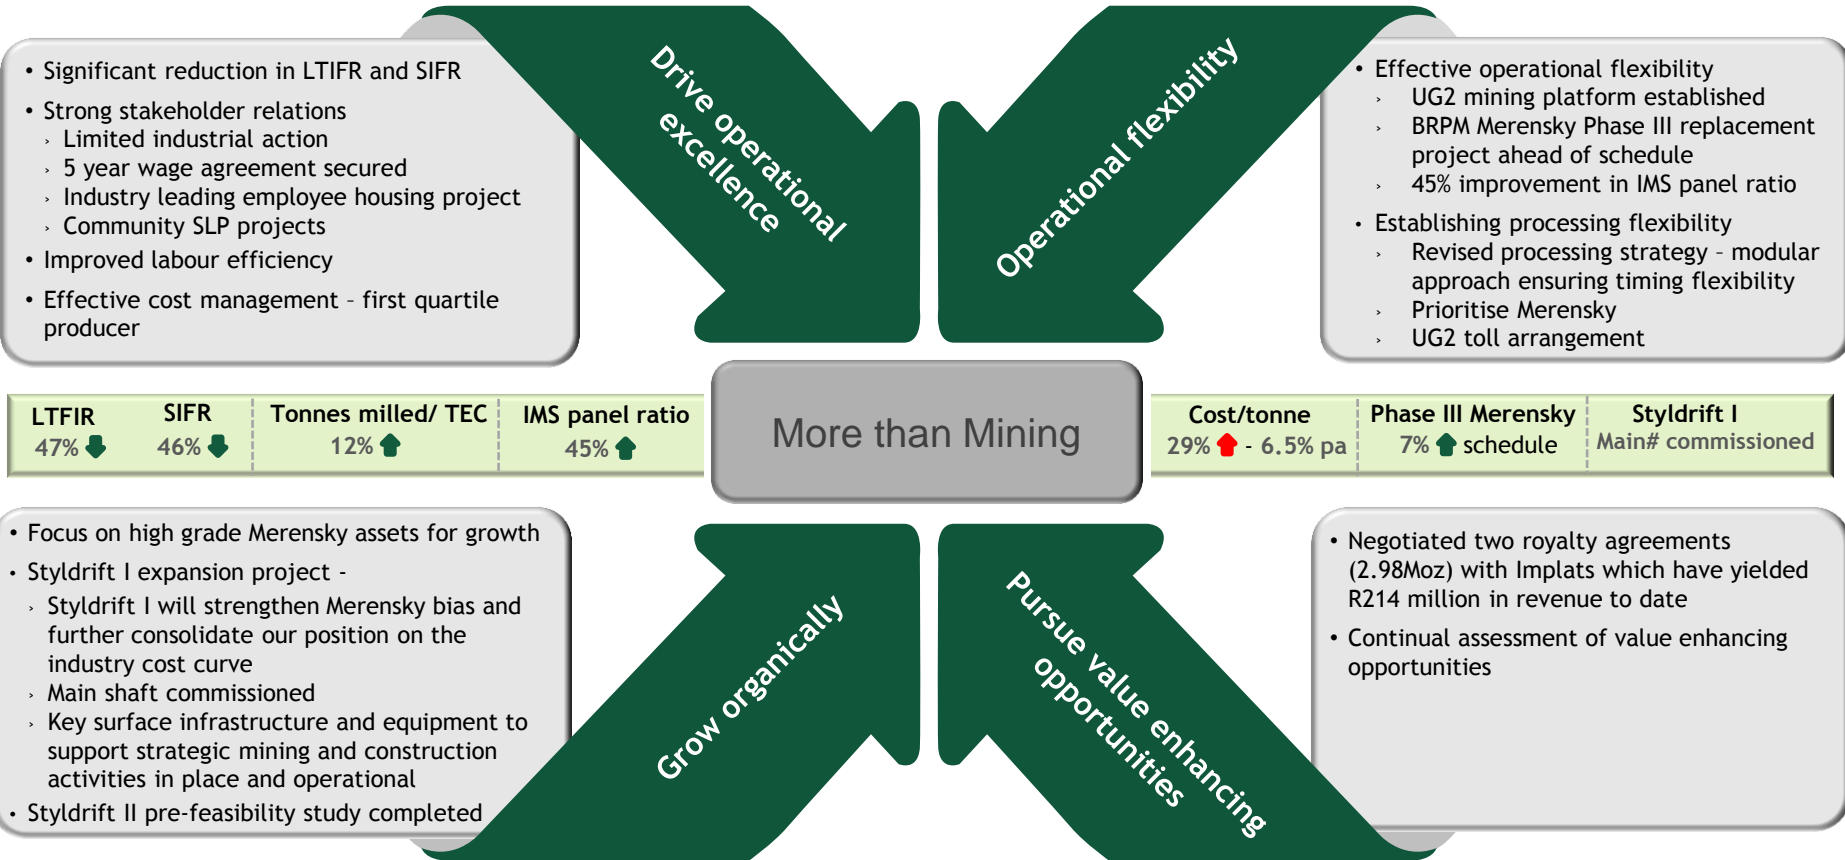 • Significant reduction in LTIFR and SIFR
• Strong stakeholder relations
› Limited industrial action
› 5 year wage agreement secured
› Industry leading employee housing project
› Community SLP projects
• Improved labour efficiency
• Effective cost management – first quartile
producer
Drive operational
excellence
Operational flexibility
• Effective operational flexibility
› UG2 mining platform established
› BRPM Merensky Phase III replacement
project ahead of schedule
› 45% improvement in IMS panel ratio
• Establishing processing flexibility
› Revised processing strategy – modular
approach ensuring timing flexibility
› Prioritise Merensky
› UG2 toll arrangement
LTFIR
47%
SIFR
46%
Tonnes milled/ TEC
12%
IMS panel ratio
45%
More than Mining
Cost/tonne
29% - 6.5% pa
Phase III Merensky
7% schedule
Styldrift I
Main# commissioned
• Focus on high grade Merensky assets for growth
• Styldrift I expansion project -
› Styldrift I will strengthen Merensky bias and
further consolidate our position on the
industry cost curve
› Main shaft commissioned
› Key surface infrastructure and equipment to
support strategic mining and construction
activities in place and operational
• Styldrift II pre-feasibility study completed
Grow organically
Pursue value enhancing
opportunities
• Negotiated two royalty agreements
(2.98Moz) with Implats which have yielded
R214 million in revenue to date
• Continual assessment of value enhancing
opportunities